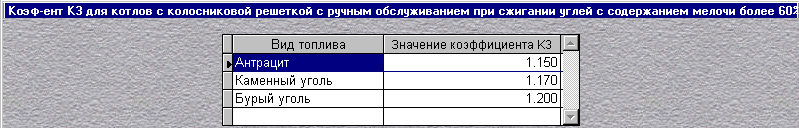 Коэф-ент К3 для котлов с колосниковой решеткой с ручным обслуживанием при сжигании углей с содержанием мелочи более 60%
Вид топлива Значение коэффициента К3
Антрацит 1.150
Каменный уголь 1.170
Бурый уголь 1.200